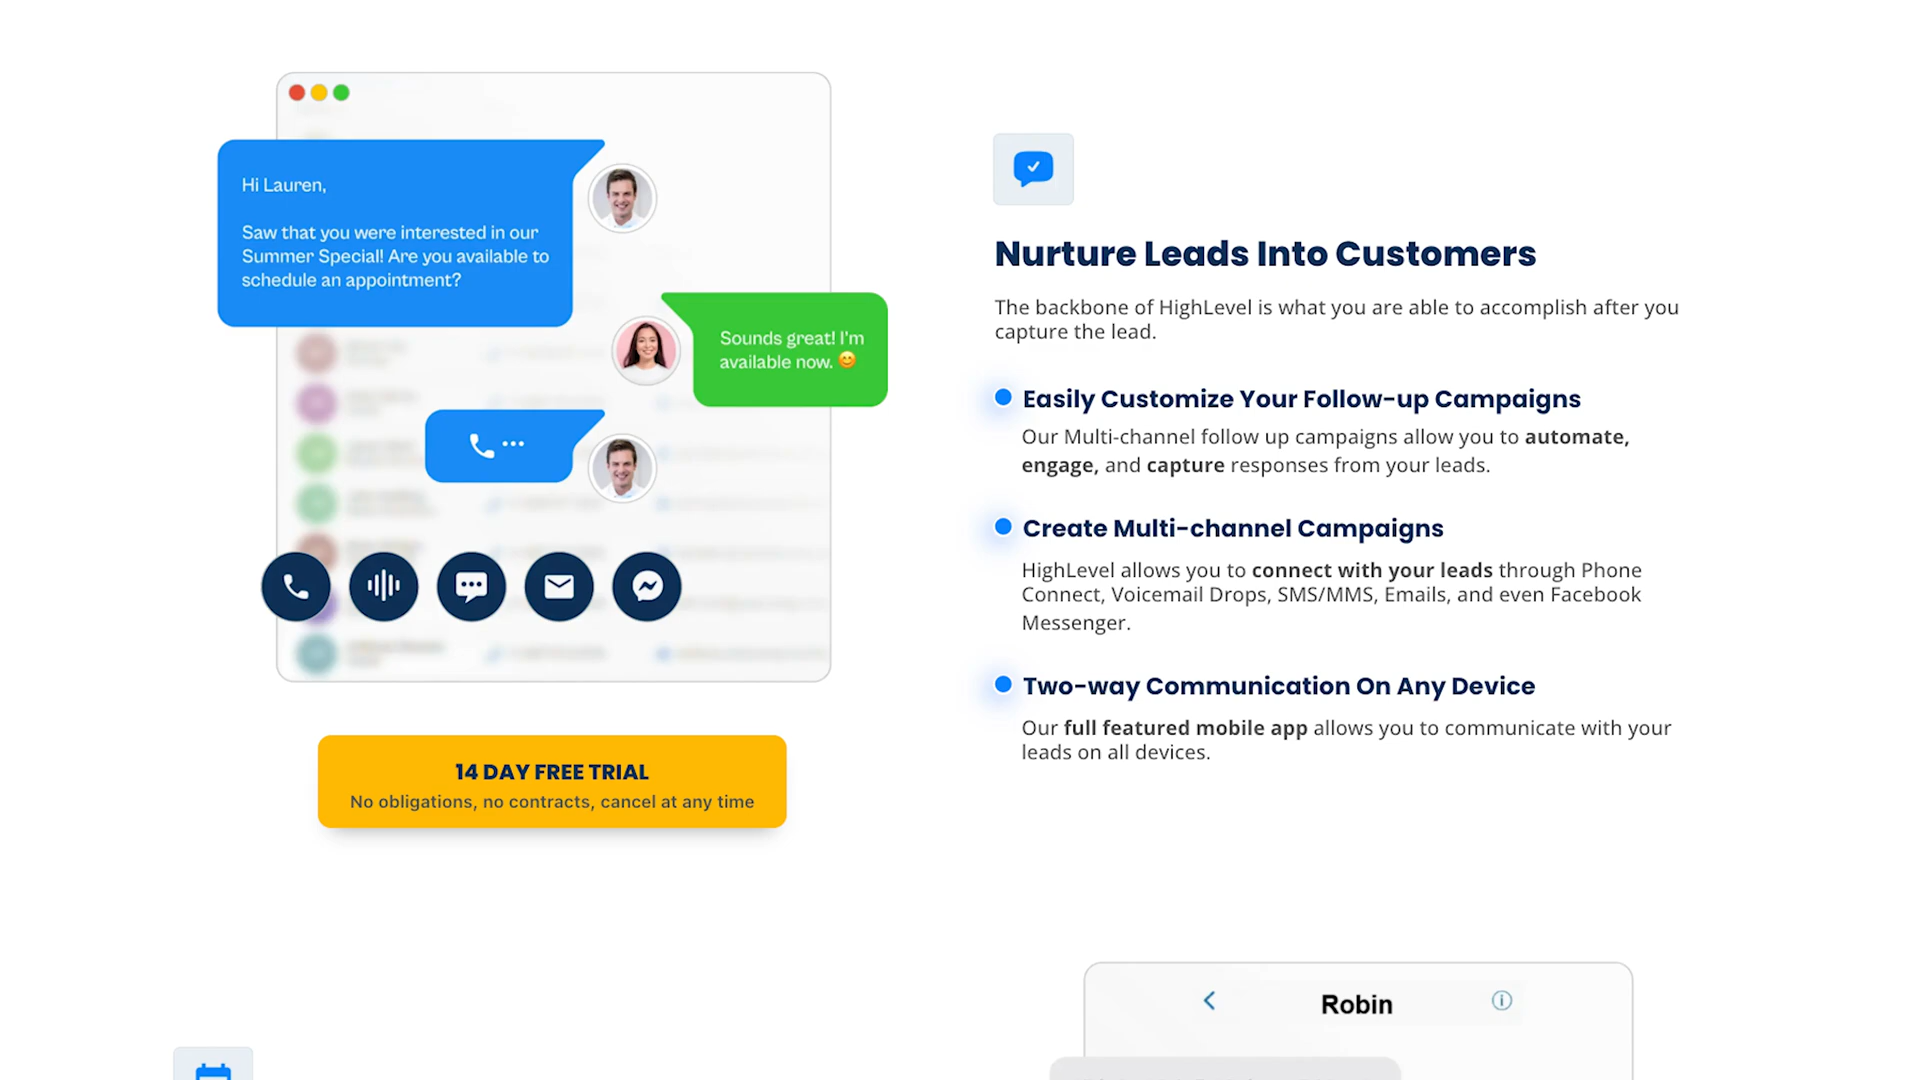 Hi Lauren,
Saw that you were interested in our
Summer Special! Are you available to
schedule an appointment?
Sounds great! I'm
available now. 😊
14 DAY FREE TRIAL
No obligations, no contracts, cancel at any time
Nurture Leads Into Customers
The backbone of HighLevel is what you are able to accomplish after you
capture the lead.
Easily Customize Your Follow-up Campaigns
Our Multi-channel follow up campaigns allow you to automate,
engage, and capture responses from your leads.
Create Multi-channel Campaigns
HighLevel allows you to connect with your leads through Phone
Connect, Voicemail Drops, SMS/MMS, Emails, and even Facebook
Messenger.
Two-way Communication On Any Device
Our full featured mobile app allows you to communicate with your
leads on all devices.
Robin